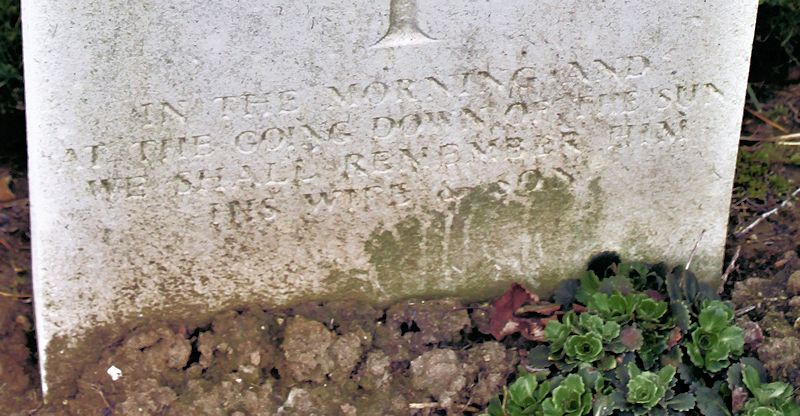 IN THE MORNING AND
AT THE GOING DOWN OF THE SUN
WE SHALL REMEMBER HIM
HIS WIFE & SON